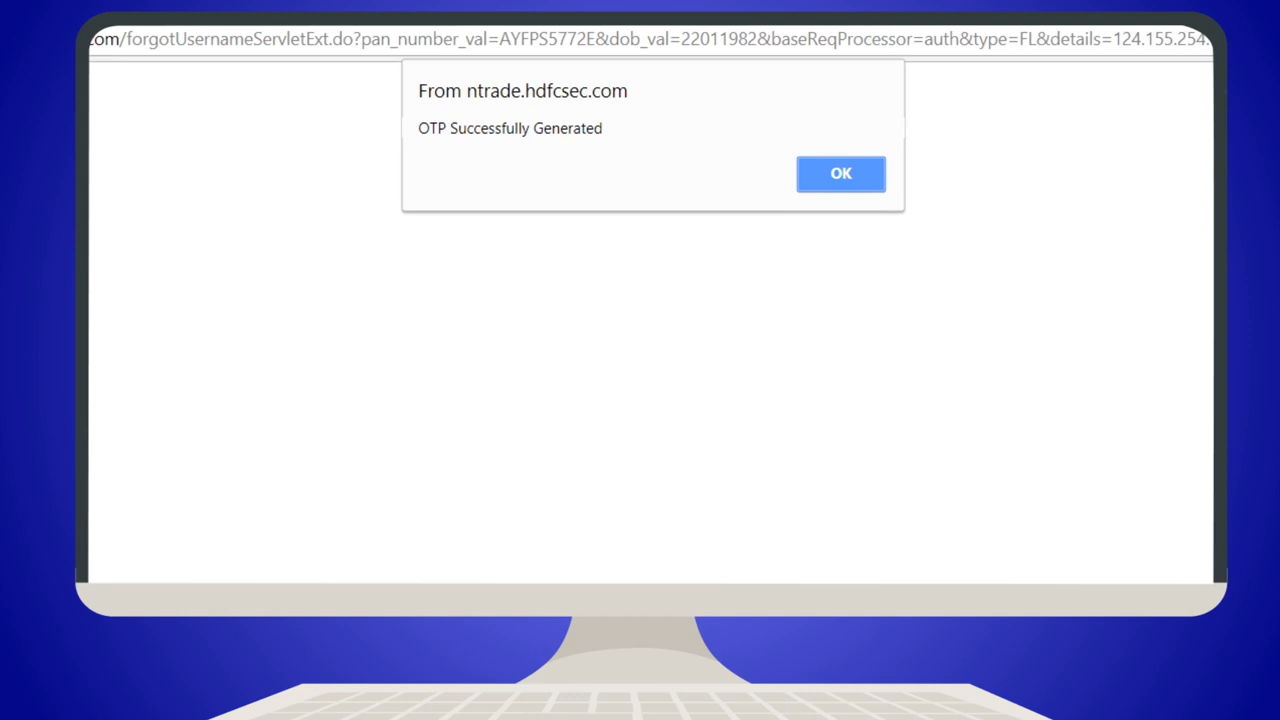 com/forgotUsernameServletExt.do?pan_number_val=AYFPS5772E&dob_val=22011982&baseReqProcessor=auth&type=FL&details=124.155.254.
From ntrade.hdfcsec.com
OTP Successfully Generated
OK